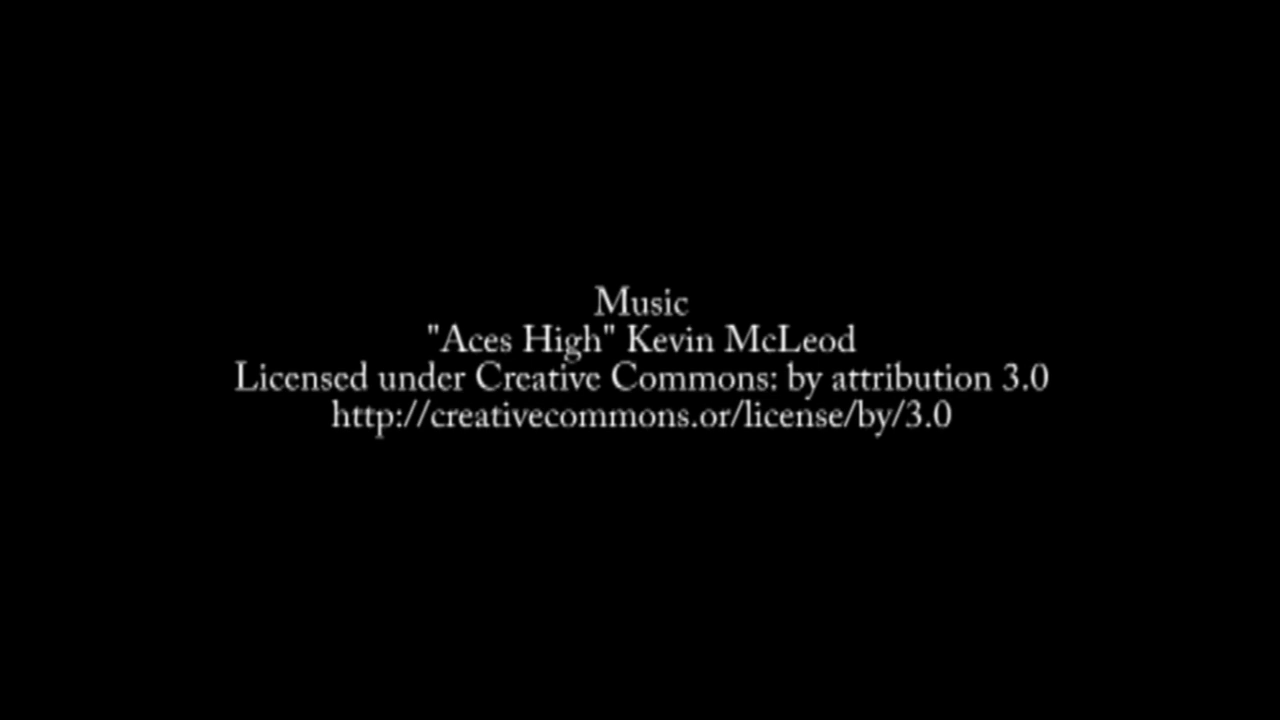 Music
"Aces High" Kevin McLeod
Licensed under Creative Commons: by attribution 3.0
http://creativecommons.or/license/by/3.0